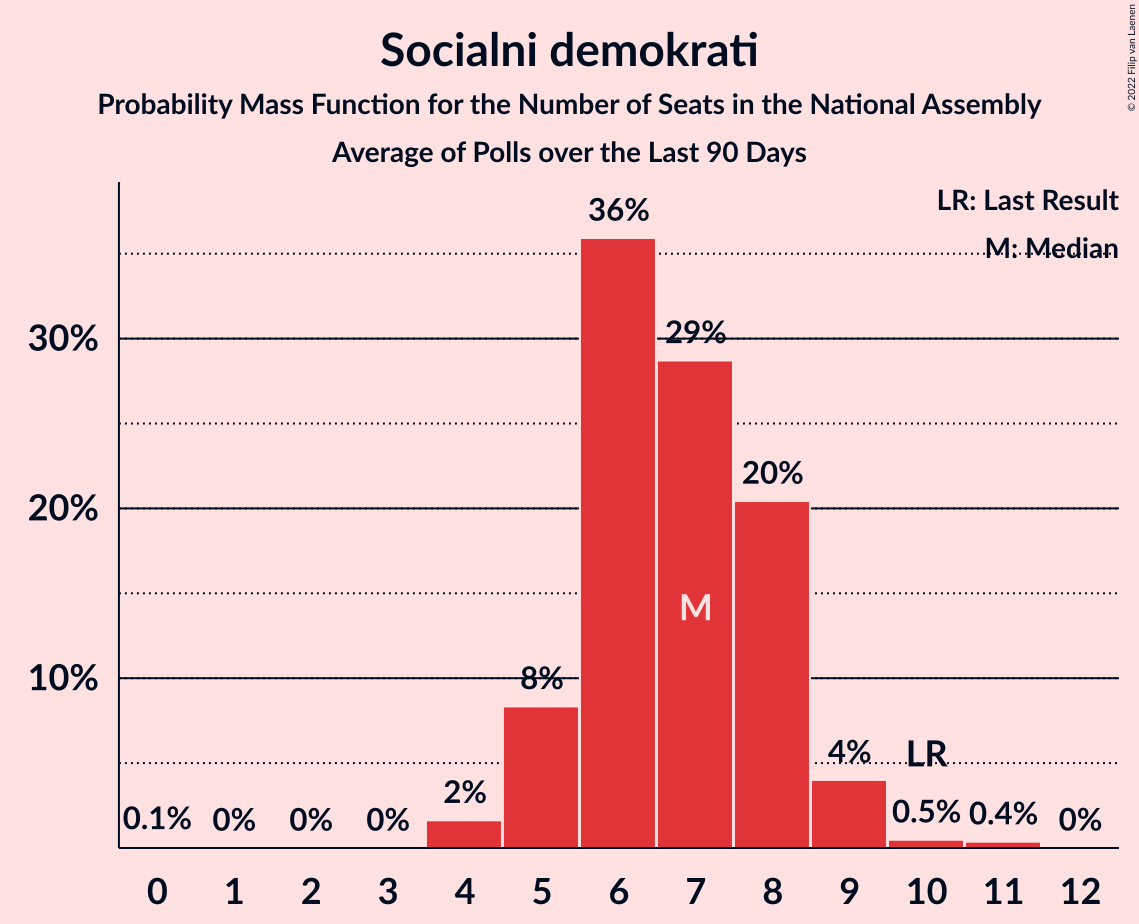 Socialni demokrati
Probability Mass Function for the Number of Seats in the National Assembly
Average of Polls over the Last 90 Days
© 2022 Filip van Laenen
LR: Last Result
M: Median
36%
30%
29%
20%
20%
M
10%
8%
4%
LR
2%
0.1% 0% 0% 0% 0.5% 0.4% 0%
0 1 2 3 4 5 6 7 8 9 10 11 12